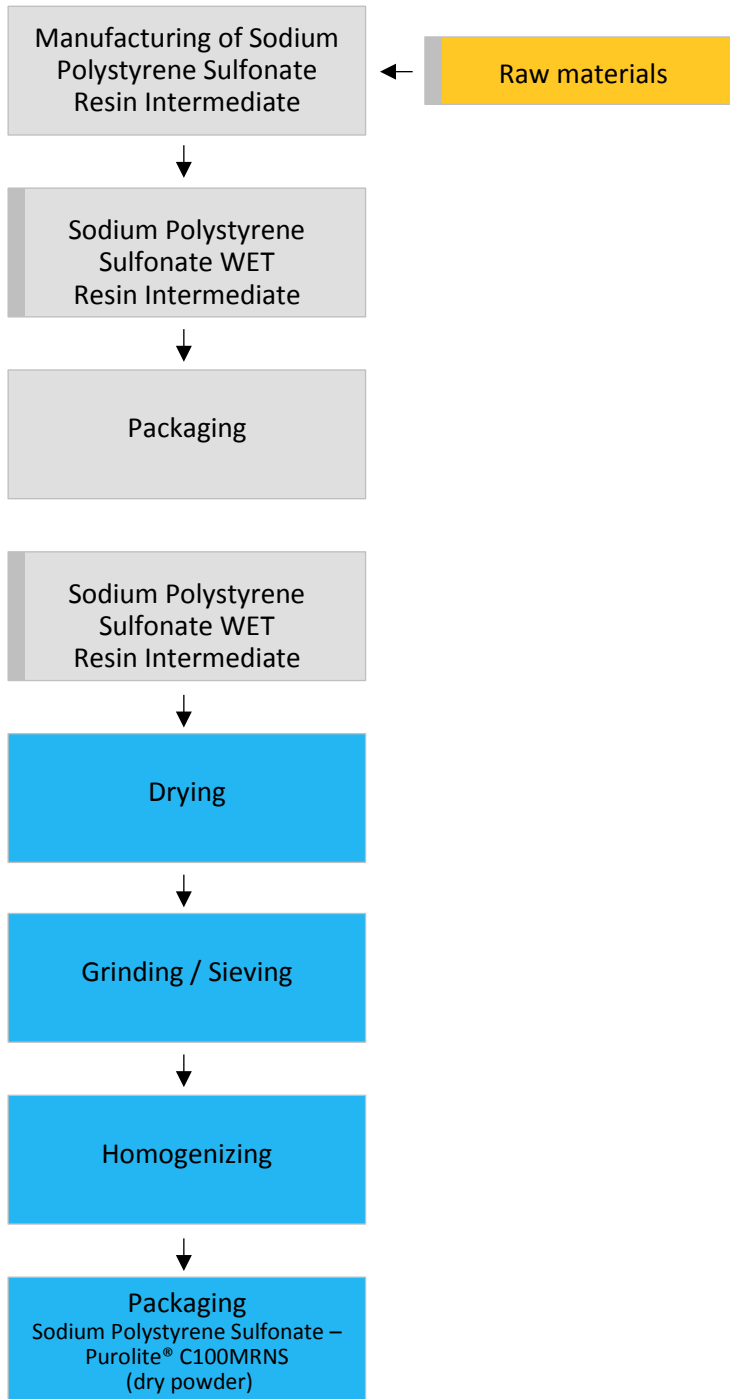 Manufacturing of Sodium
Polystyrene Sulfonate
Resin Intermediate
Raw materials
Sodium Polystyrene
Sulfonate WET
Resin Intermediate
Packaging
Sodium Polystyrene
Sulfonate WET
Resin Intermediate
Drying
Grinding / Sieving
Homogenizing
Packaging
Sodium Polystyrene Sulfonate –
Purolite® C100MRNS
(dry powder)